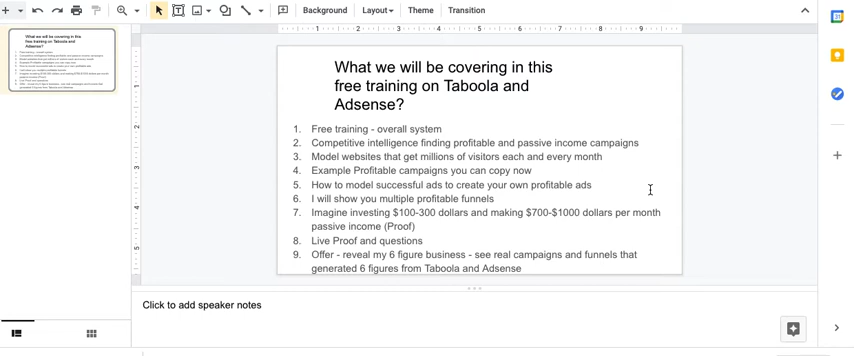 Background Layout Theme Transition
What we will be covering in this
free training on Taboola and
Adsense?
1. Free training - overall system
2. Competitive intelligence finding profitable and passive income campaigns
3. Model websites that get millions of visitors each and every month
4. Example Profitable campaigns you can copy now
5. How to model successful ads to create your own profitable ads
6. I will show you multiple profitable funnels
7. Imagine investing $100-300 dollars and making $700-$1000 dollars per month
passive income (Proof)
8. Live Proof and questions
9. Offer - reveal my 6 figure business - see real campaigns and funnels that
generated 6 figures from Taboola and Adsense
Click to add speaker notes